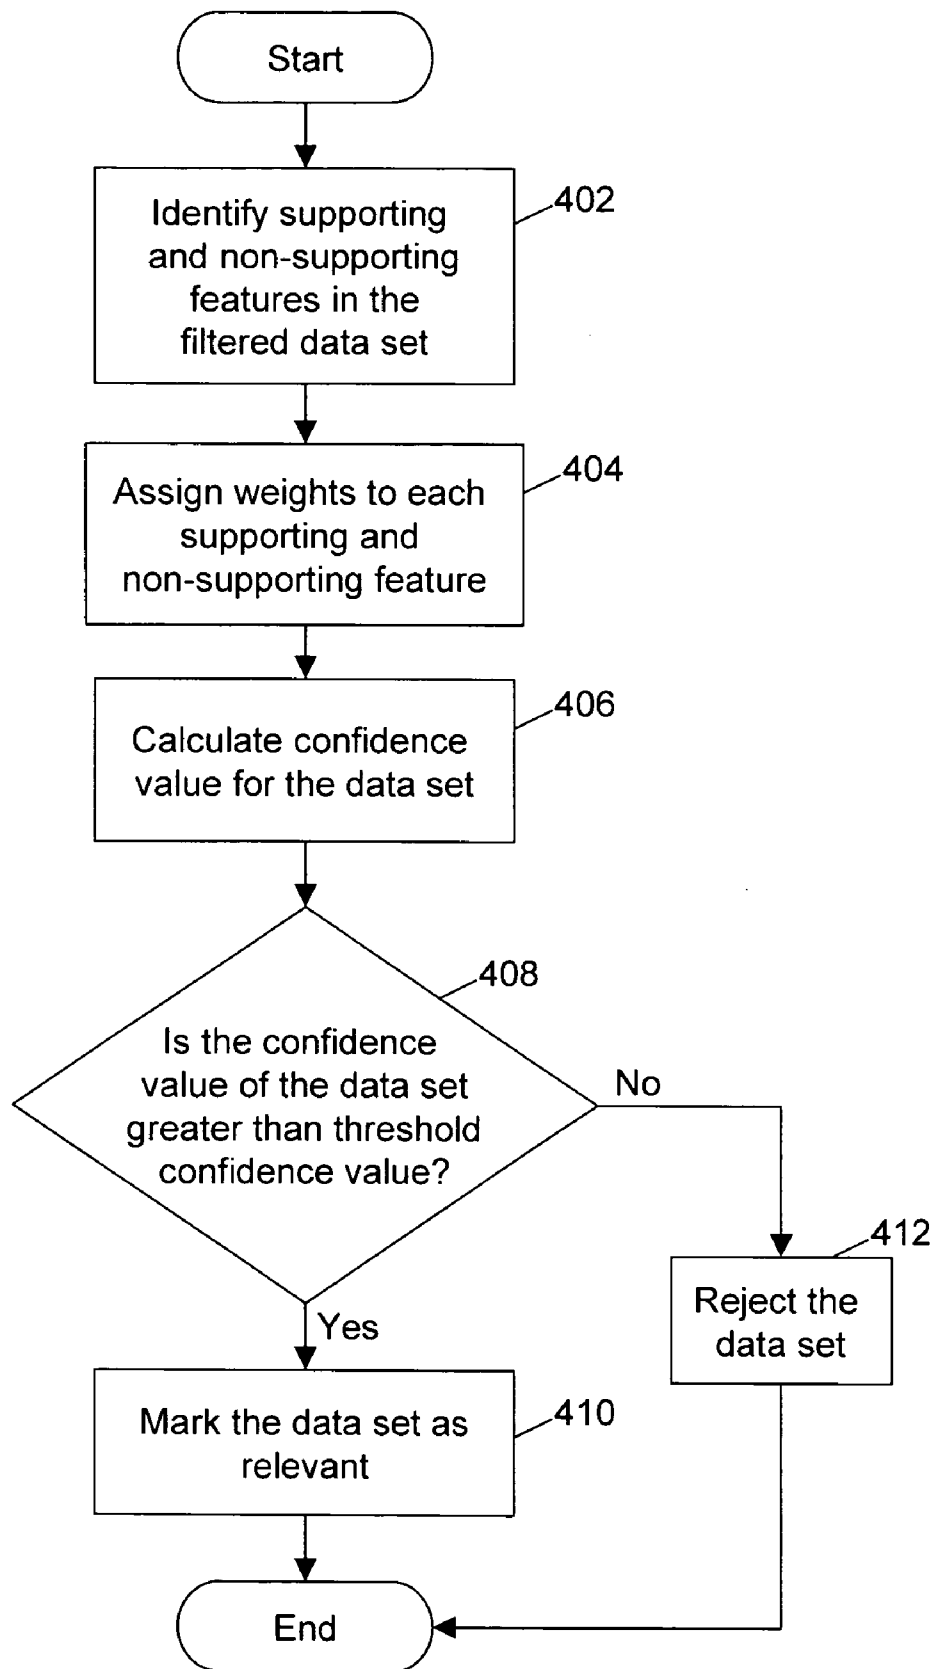 Start
402
Identify supporting
and non-supporting
features in the
filtered data set
404
Assign weights to each
supporting and
non-supporting feature
406
Calculate confidence
value for the data set
408
Is the confidence
value of the data set
greater than threshold
confidence value?
No
412
Reject the
data set
Yes
410
Mark the data set as
relevant
End